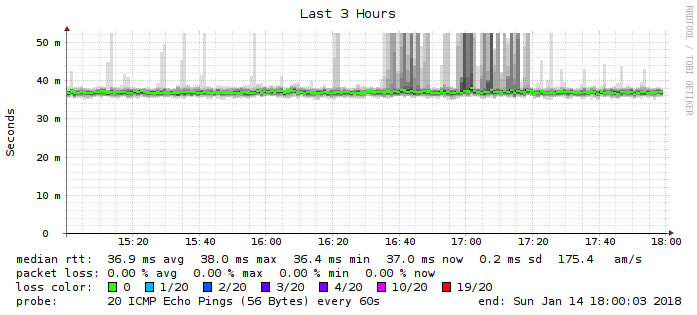 Last 3 Hours
RRDTOOL / TOBI OETIKER
Seconds
50 m
40 m
30 m
20 m
10 m
0
15:20 15:40 16:00 16:20 16:40 17:00 17:20 17:40 18:00
median rtt: 36.9 ms avg 38.0 ms max 36.4 ms min 37.0 ms now 0.2 ms sd 175.4 am/s
packet loss: 0.00 % avg 0.00 % max 0.00 % min 0.00 % now
loss color: 0 1/20 2/20 3/20 4/20 10/20 19/20
probe: 20 ICMP Echo Pings (56 Bytes) every 60s end: Sun Jan 14 18:00:03 2018